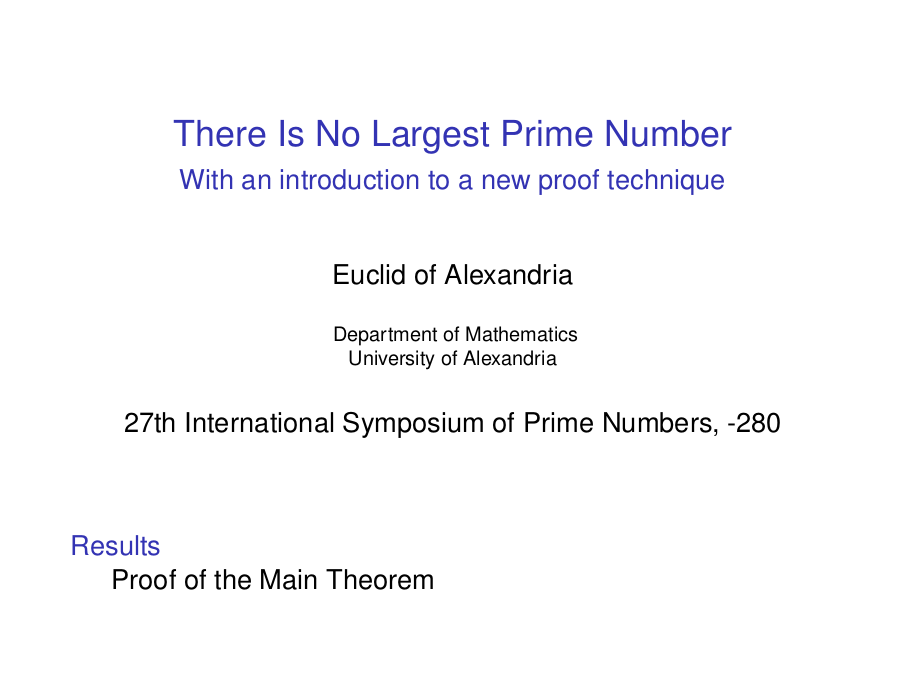 There Is No Largest Prime Number
With an introduction to a new proof technique
Euclid of Alexandria
Department of Mathematics
University of Alexandria
27th International Symposium of Prime Numbers, -280
Results
Proof of the Main Theorem